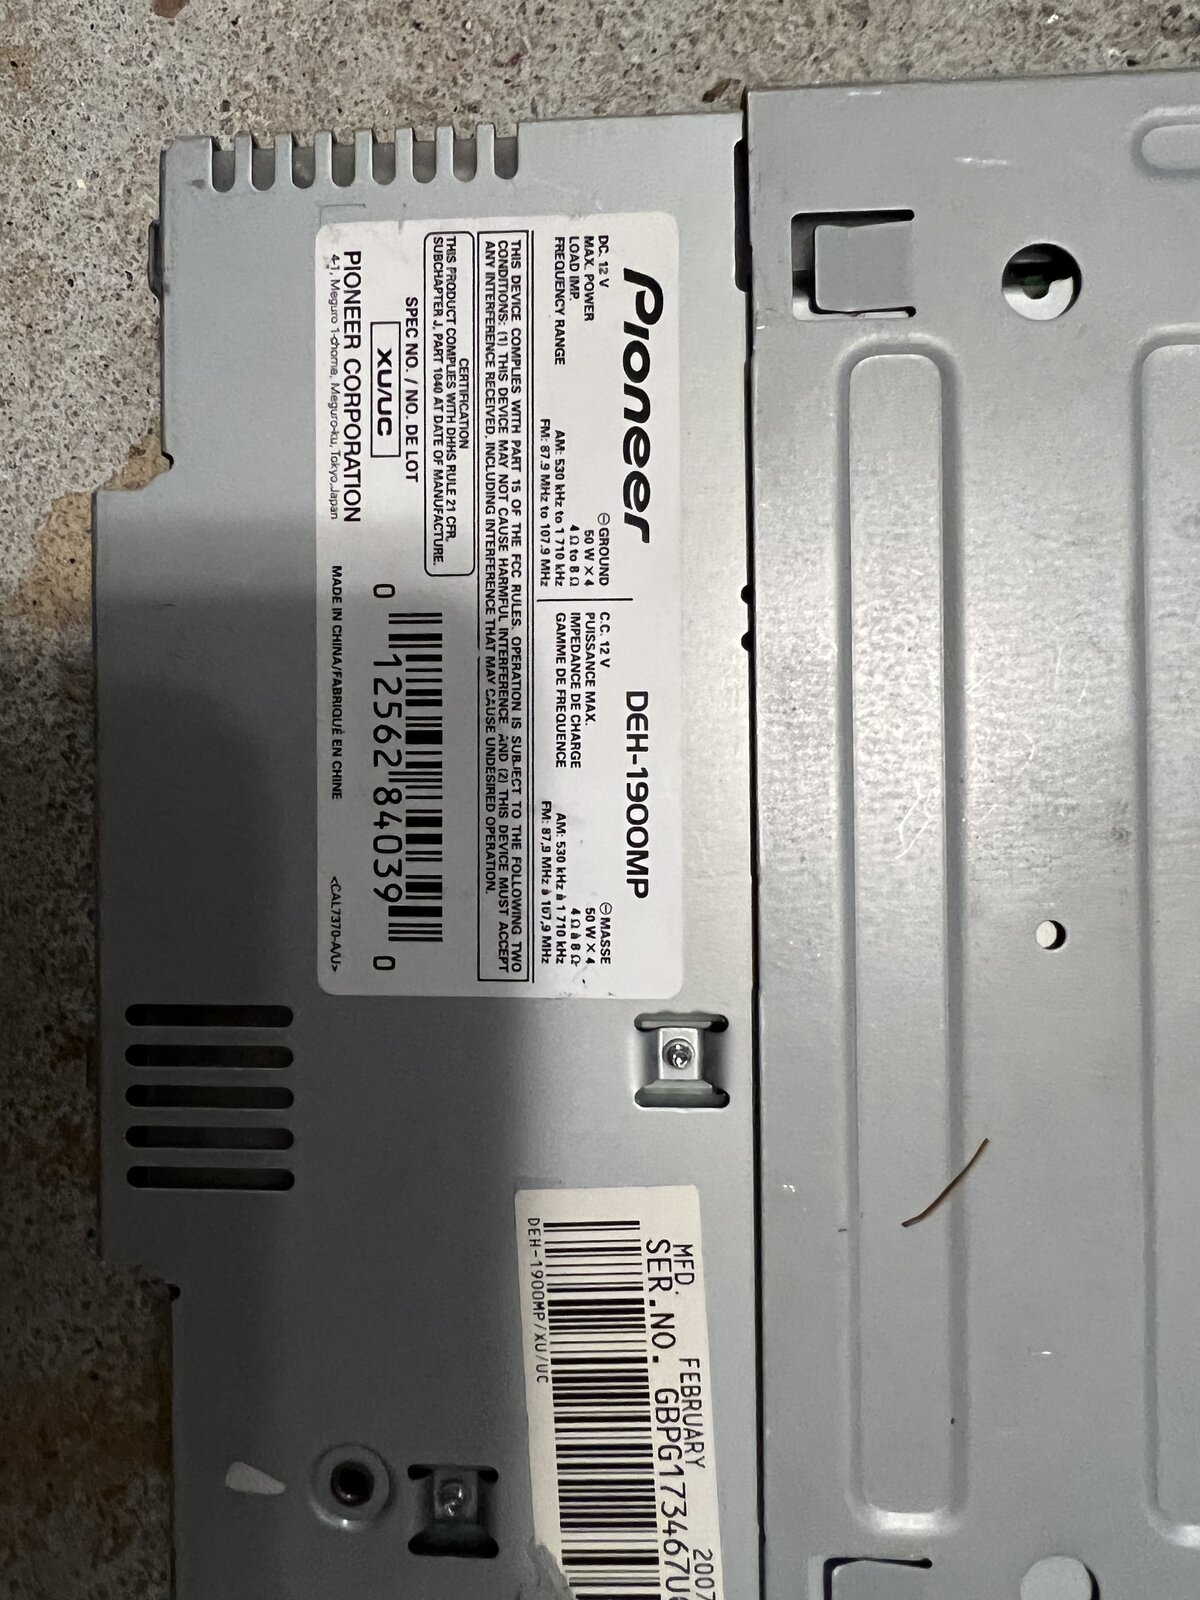 Pioneer
DEH-1900MP
DC. 12 V ⊖ GROUND
MAX. POWER 50 W X 4
LOAD IMP. 4 Ω to 8 Ω
FREQUENCY RANGE AM: 530 kHz to 1 710 kHz
FM: 87.9 MHz to 107.9 MHz
C.C. 12 V ⊖ MASSE
PUISSANCE MAX. 50 W X 4
IMPEDANCE DE CHARGE 4 Ω à 8 Ω
GAMME DE FREQUENCE AM: 530 kHz à 1 710 kHz
FM: 87,9 MHz à 107,9 MHz
THIS DEVICE COMPLIES WITH PART 15 OF THE FCC RULES. OPERATION IS SUBJECT TO THE FOLLOWING TWO
CONDITIONS: (1) THIS DEVICE MAY NOT CAUSE HARMFUL INTERFERENCE AND (2) THIS DEVICE MUST ACCEPT
ANY INTERFERENCE RECEIVED, INCLUDING INTERFERENCE THAT MAY CAUSE UNDESIRED OPERATION.
CERTIFICATION
THIS PRODUCT COMPLIES WITH DHHS RULE 21 CFR,
SUBCHAPTER J, PART 1040 AT DATE OF MANUFACTURE.
SPEC NO. / NO. DE LOT
XU/UC
0 12562 84039 0
PIONEER CORPORATION
4-1, Meguro 1-chome, Meguro-ku, Tokyo,Japan
MADE IN CHINA/FABRIQUÉ EN CHINE
<CAL7370-A/U>
MFD. FEBRUARY 2007
SER.NO. GBPG173467U
DEH-1900MP/XU/UC